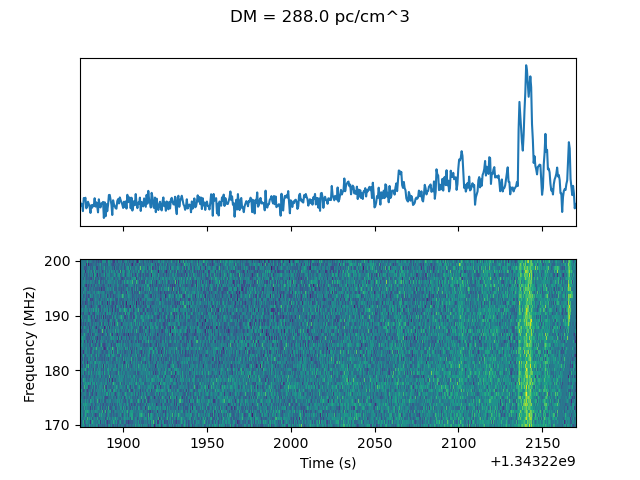 DM = 288.0 pc/cm^3
200
190
180
170
Frequency (MHz)
1900 1950 2000 2050 2100 2150
Time (s)
+1.34322e9